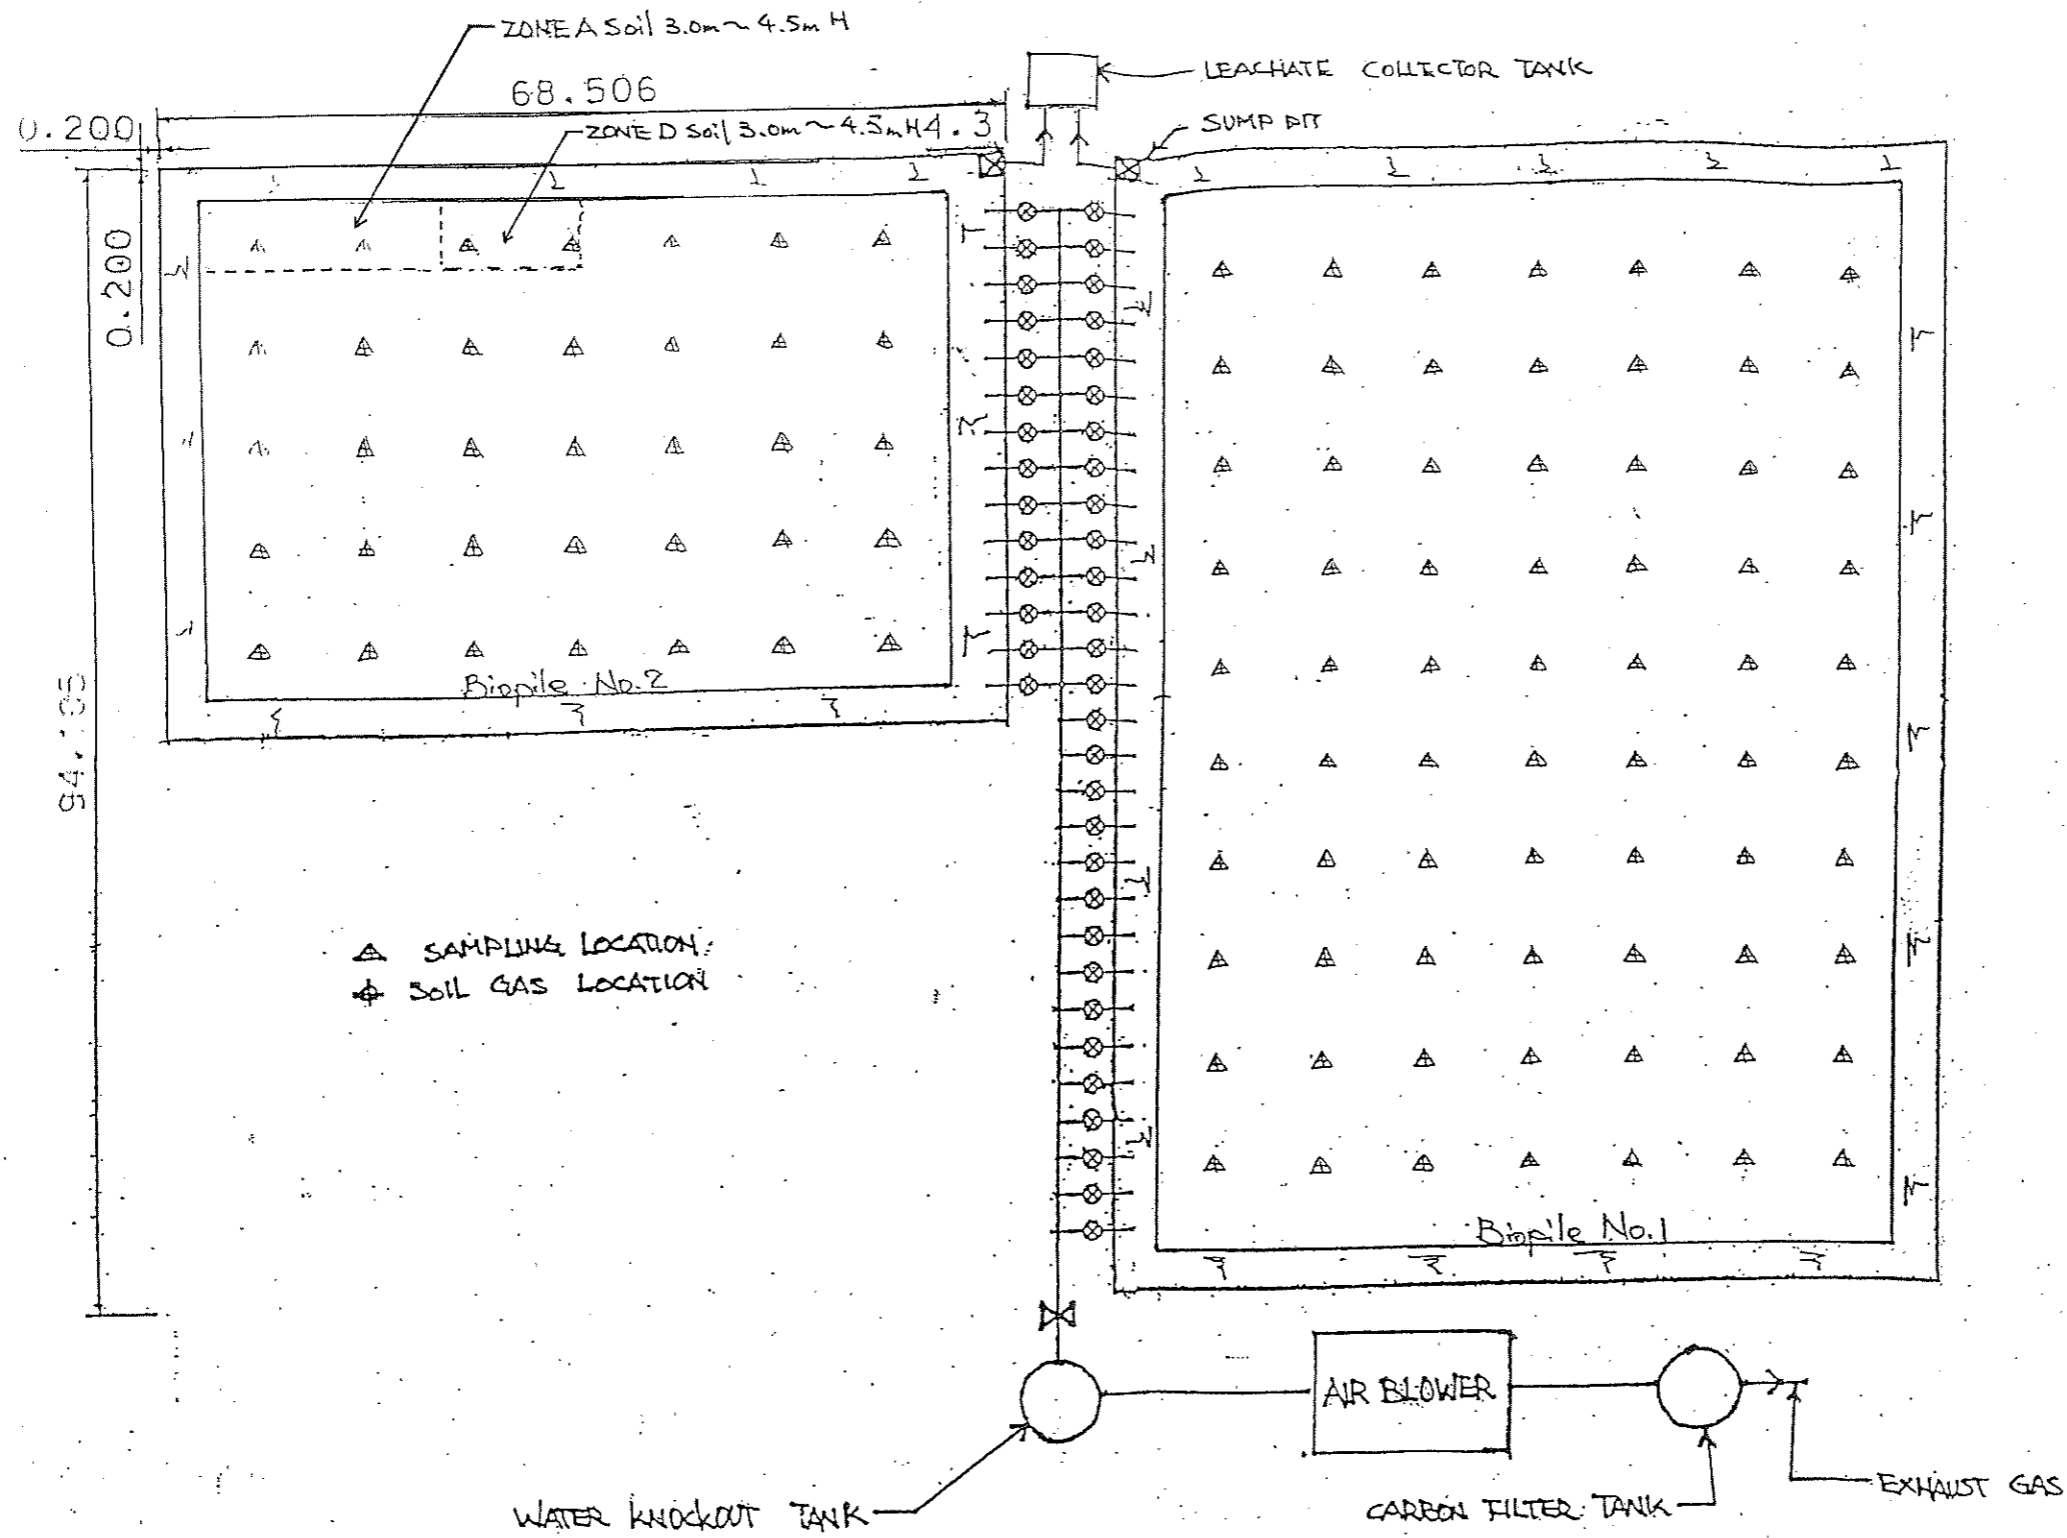 ZONE A Soil 3.0m ~ 4.5m H
LEACHATE COLLECTOR TANK
68.506
0.200
ZONE D Soil 3.0m ~ 4.5m H
4.3
SUMP PIT
0.200
Biopile No.2
SAMPLING LOCATION
SOIL GAS LOCATION
Biopile No.1
AIR BLOWER
WATER KNOCKOUT TANK
CARBON FILTER TANK
EXHAUST GAS